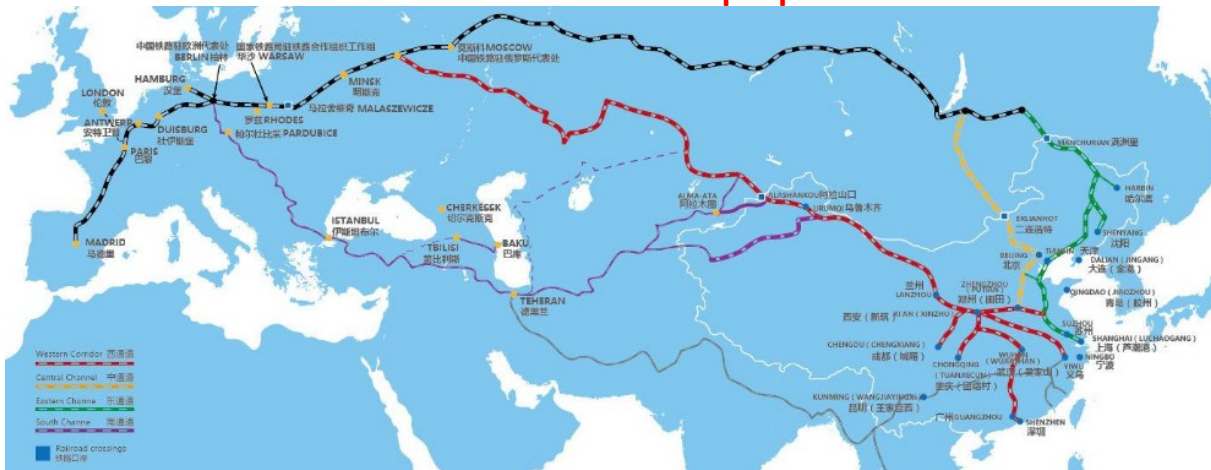 中国铁路驻欧洲代表处
BERLIN 柏林
国家铁路局驻铁路合作组织工作组
华沙 WARSAW
莫斯科 MOSCOW
中国铁路驻俄罗斯代表处
HAMBURG
汉堡
MINSK
明斯克
LONDON
伦敦
马拉舍维奇 MALASZEWICZE
罗兹 RHODES
ANTWERP
安特卫普
DUISBURG
杜伊斯堡
帕尔杜比采 PARDUBICE
PARIS
巴黎
MADRID
马德里
ISTANBUL
伊斯坦布尔
CHERKESSK
切尔克斯克
TBILISI
第比利斯
BAKU
巴库
TEHERAN
德黑兰
ALMA-ATA
阿拉木图
ALASHANKOU 阿拉山口
URUMQI 乌鲁木齐
MANCHURIAN 满洲里
HARBIN
哈尔滨
ERLIANHOT
二连浩特
SHENYANG
沈阳
BEIJING
北京
TIANJIN
天津
DALIAN (JINGANG)
大连（金港）
QINGDAO (JIAOZHOU)
青岛（胶州）
兰州
LANZHOU
ZHENGZHOU
(PUTIAN)
郑州（圃田）
西安（新筑）
XI AN (XINZHU)
SUZHOU
苏州
SHANGHAI (LUCHAOGANG)
上海（芦潮港）
CHENGDU (CHENGXIANG)
成都（城厢）
CHONGQING
(TUANJIECUN)
重庆（团结村）
WUHAN
(WUJIASHAN)
武汉（吴家山）
NINGBO
宁波
YIWU
义乌
KUNMING (WANGJIAYINGXI)
昆明（王家营西）
广州 GUANGZHOU
SHENZHEN
深圳
Western Corridor 西通道
Central Channel 中通道
Eastern Channe 东通道
South Channe 南通道
Railroad crossings
铁路口岸